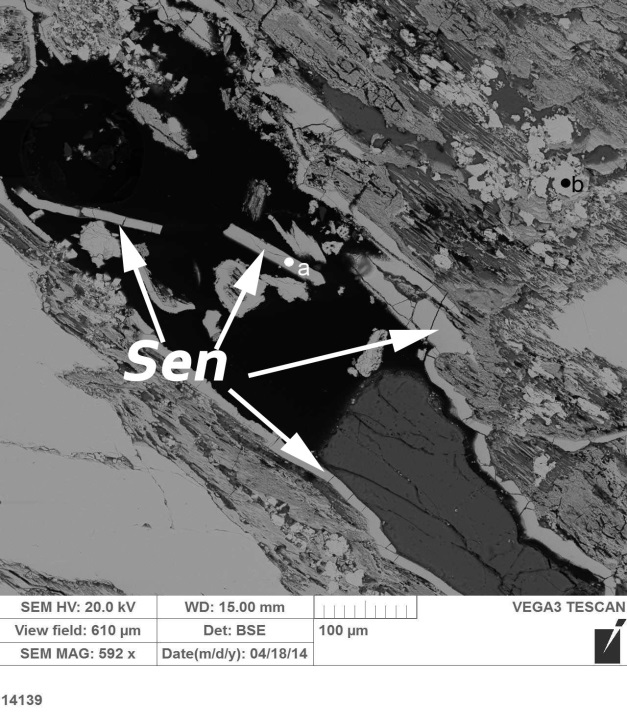 b
a
Sen
SEM HV: 20.0 kV
WD: 15.00 mm
VEGA3 TESCAN
View field: 610 µm
Det: BSE
100 µm
SEM MAG: 592 x
Date(m/d/y): 04/18/14
14139